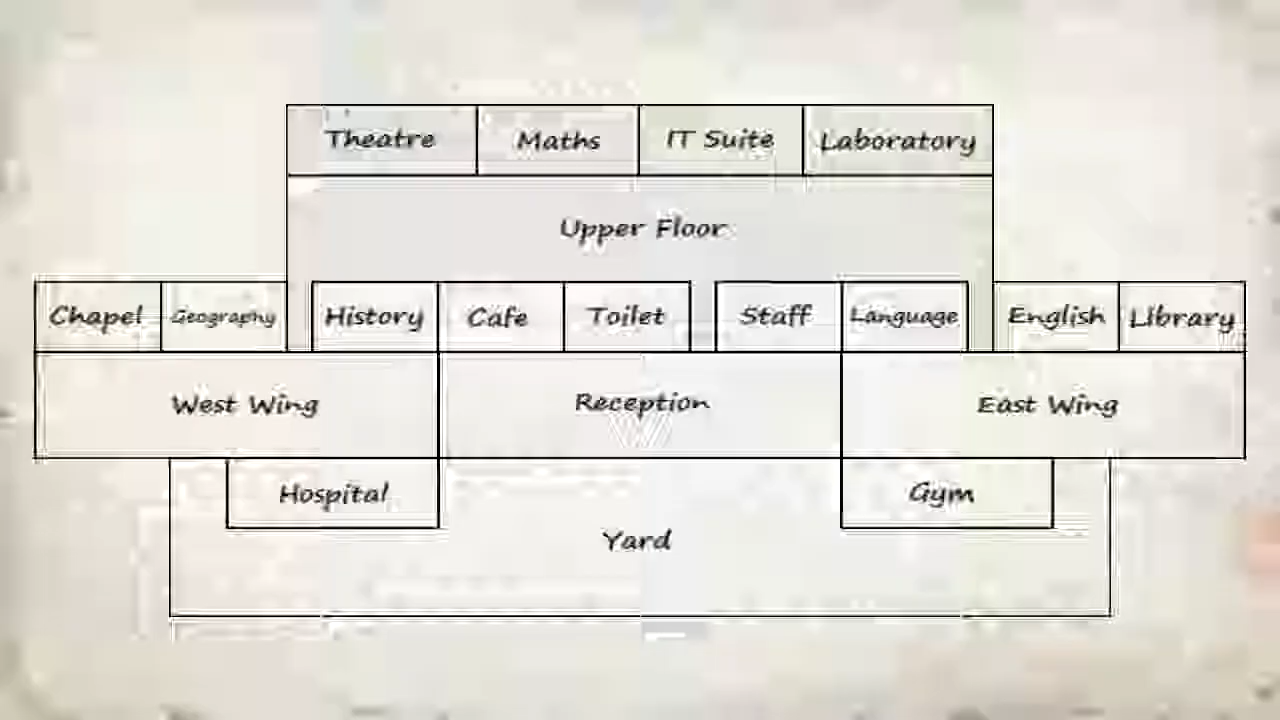 Theatre
Maths
IT Suite
Laboratory
Upper Floor
Chapel
Geography
History
Cafe
Toilet
Staff
Language
English
Library
West Wing
Reception
East Wing
Hospital
Gym
Yard